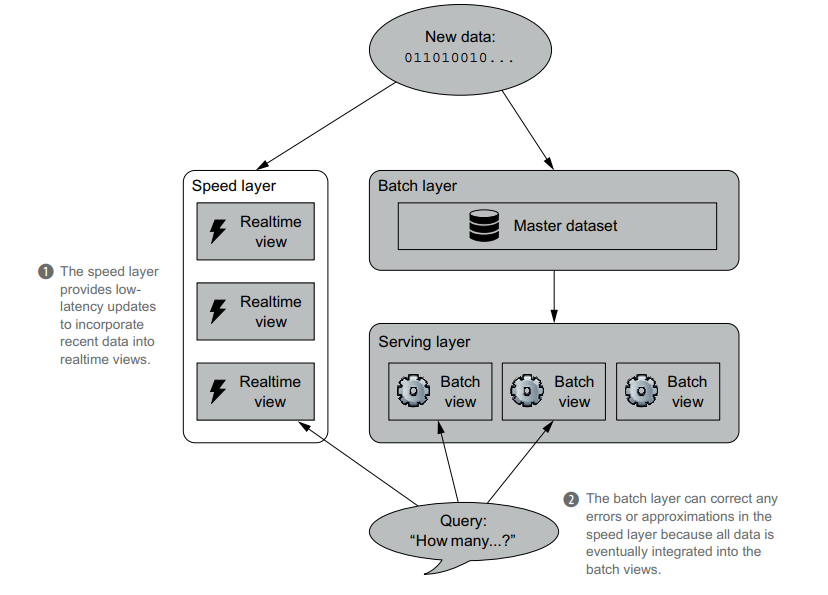 New data:
011010010...
Speed layer
Realtime
view
Realtime
view
Realtime
view
Batch layer
Master dataset
1 The speed layer
provides low-
latency updates
to incorporate
recent data into
realtime views.
Serving layer
Batch
view
Batch
view
Batch
view
Query:
“How many...?”
2 The batch layer can correct any
errors or approximations in the
speed layer because all data is
eventually integrated into the
batch views.